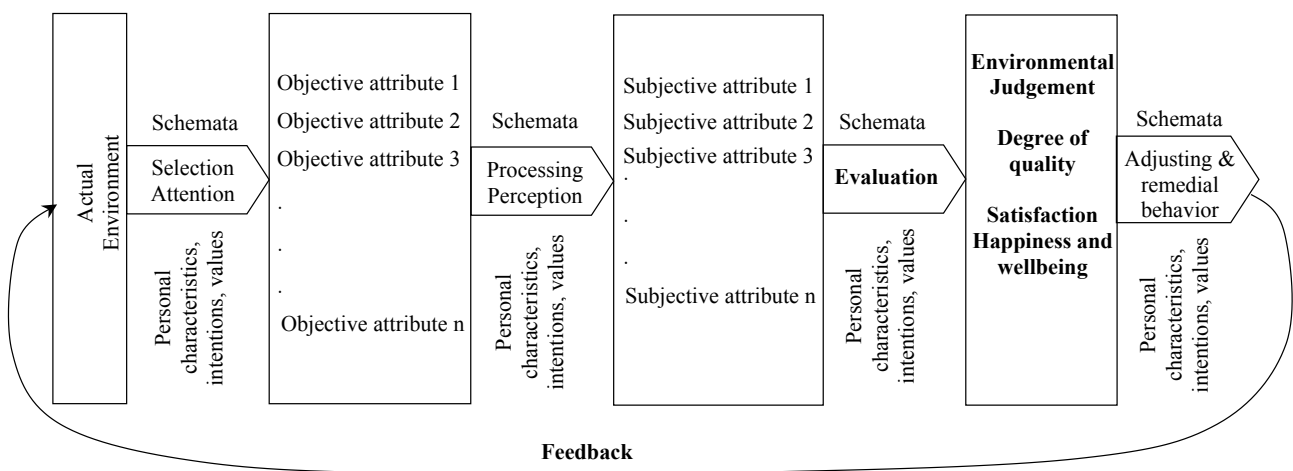 Actual
Environment
Schemata
Selection
Attention
Personal
characteristics,
intentions, values
Objective attribute 1
Objective attribute 2
Objective attribute 3
.
.
.
.
Objective attribute n
Schemata
Processing
Perception
Personal
characteristics,
intentions, values
Subjective attribute 1
Subjective attribute 2
Subjective attribute 3
.
.
.
Subjective attribute n
Schemata
Evaluation
Personal
characteristics,
intentions, values
Environmental
Judgement
Degree of
quality
Satisfaction
Happiness and
wellbeing
Schemata
Adjusting &
remedial
behavior
Personal
characteristics,
intentions, values
Feedback